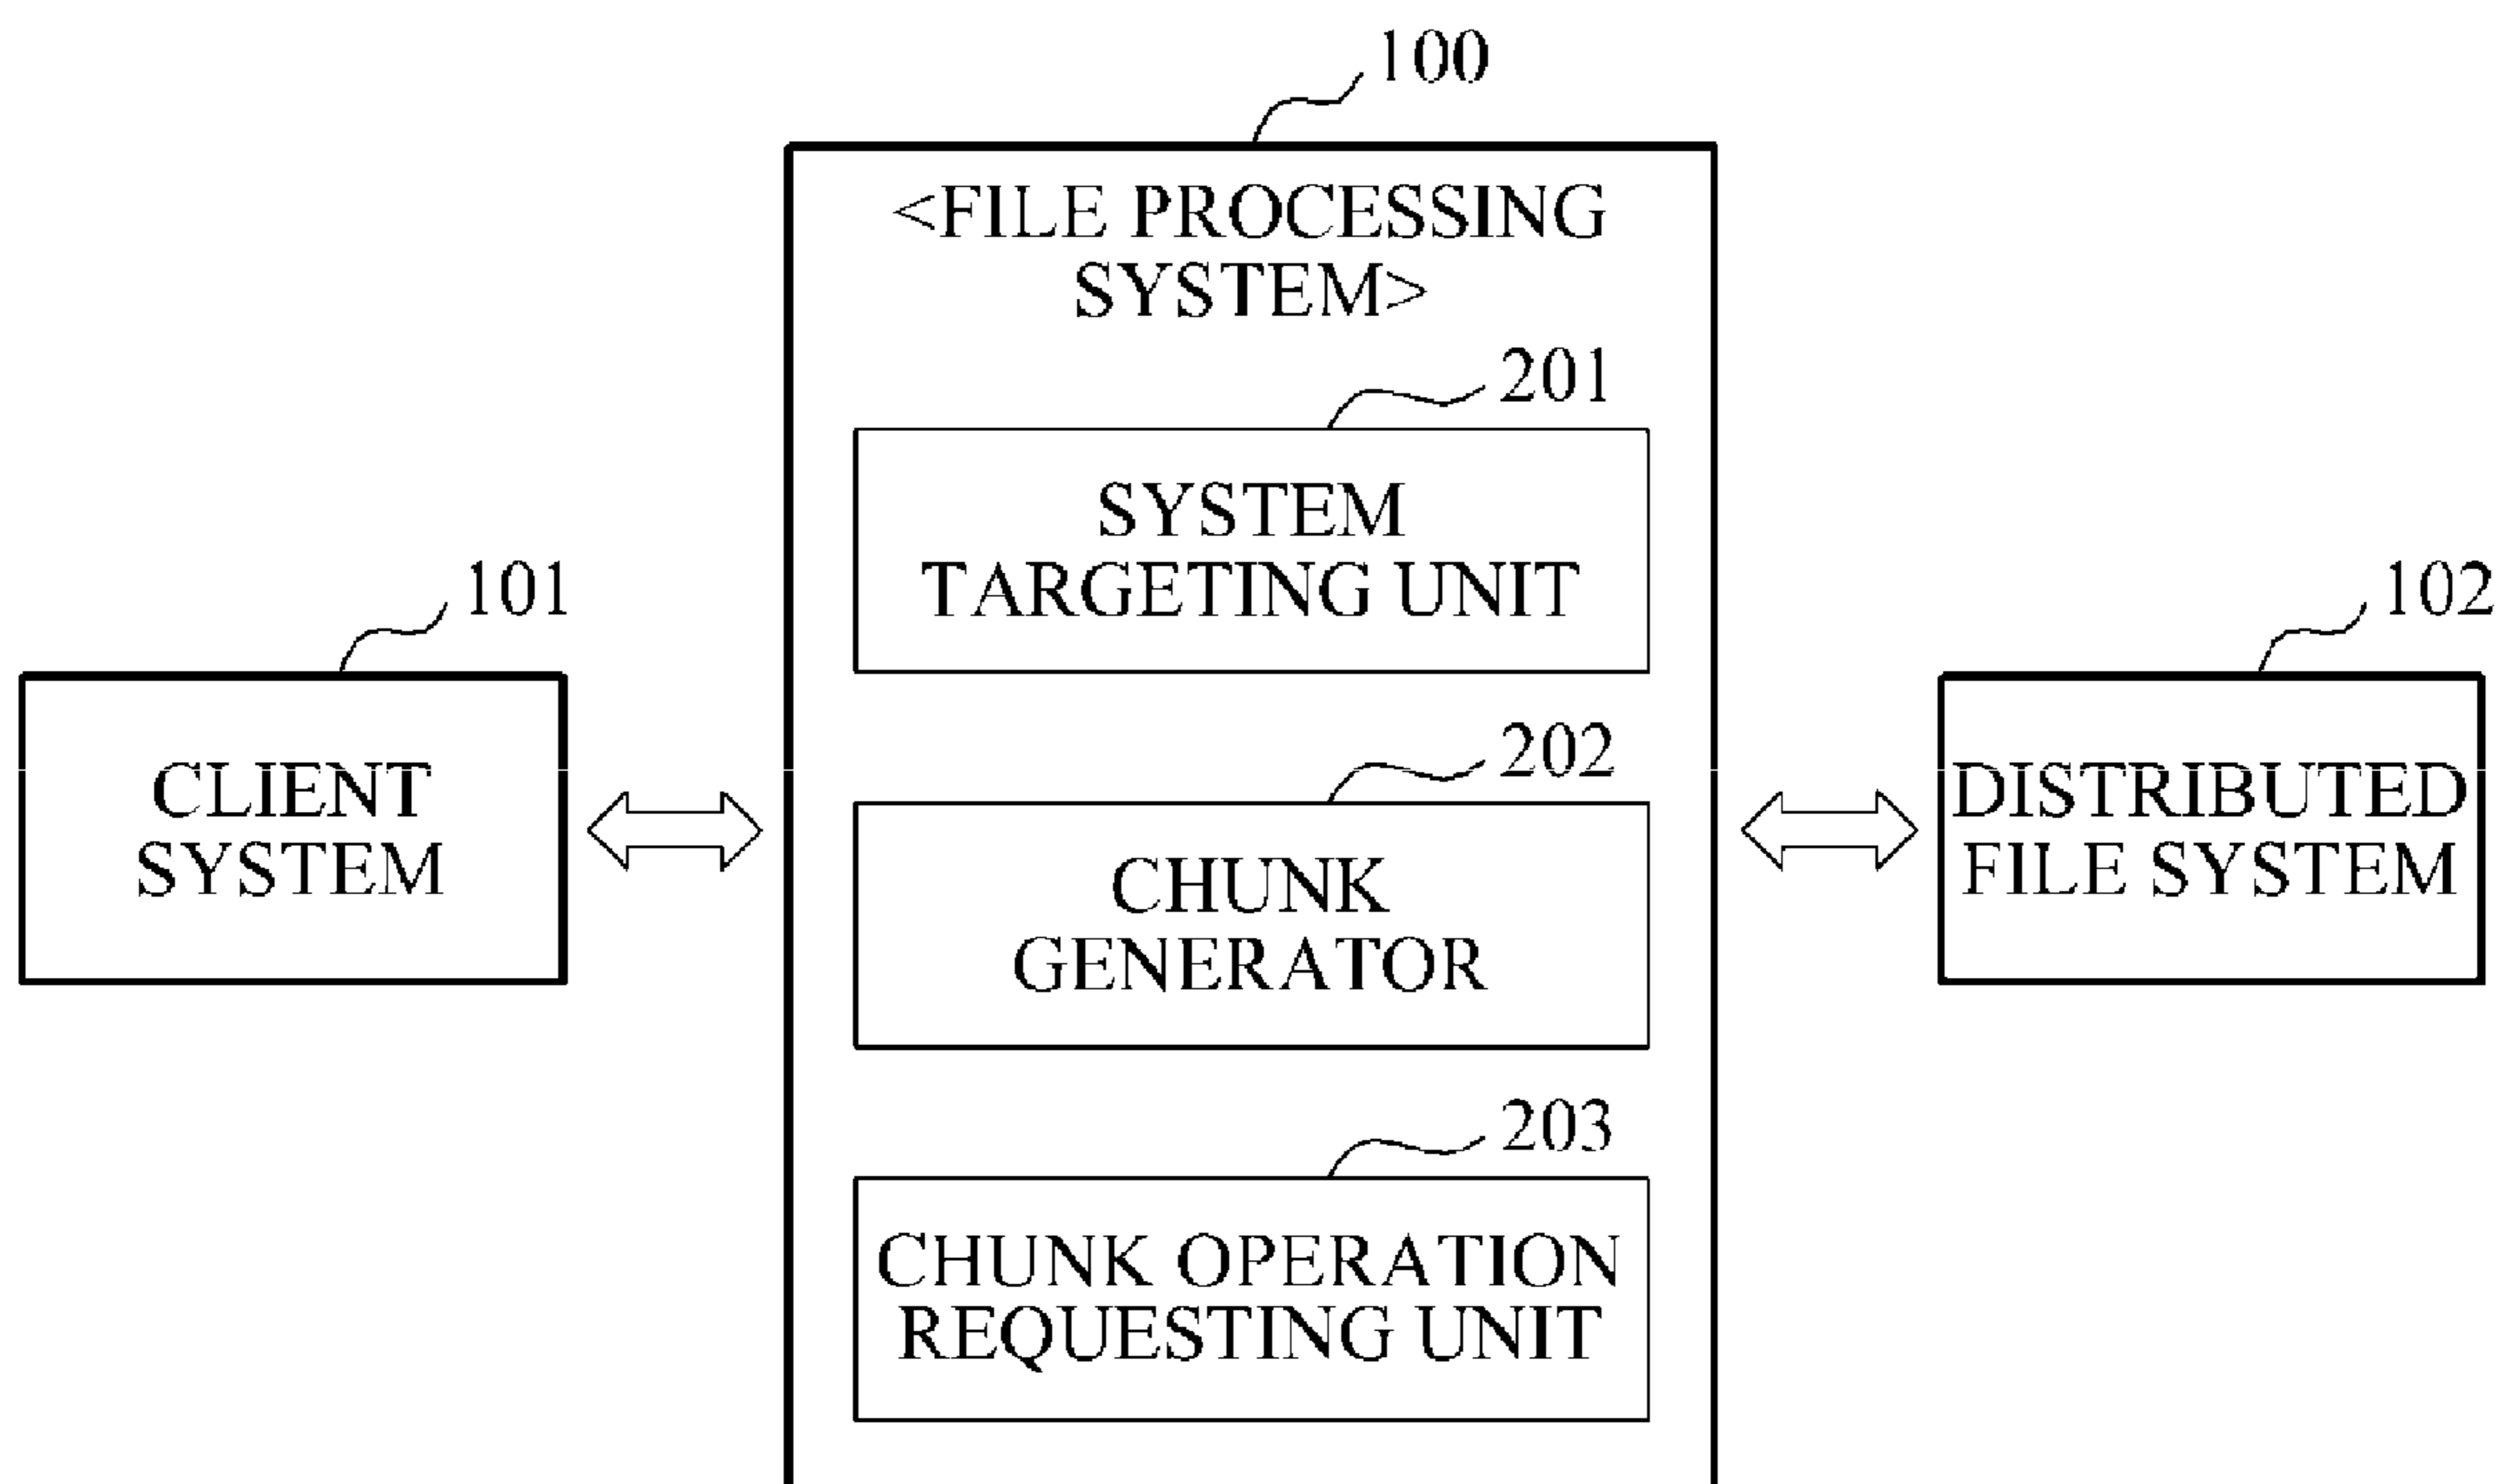 100
<FILE PROCESSING
SYSTEM>
201
SYSTEM
TARGETING UNIT
101
CLIENT
SYSTEM
202
CHUNK
GENERATOR
203
CHUNK OPERATION
REQUESTING UNIT
102
DISTRIBUTED
FILE SYSTEM